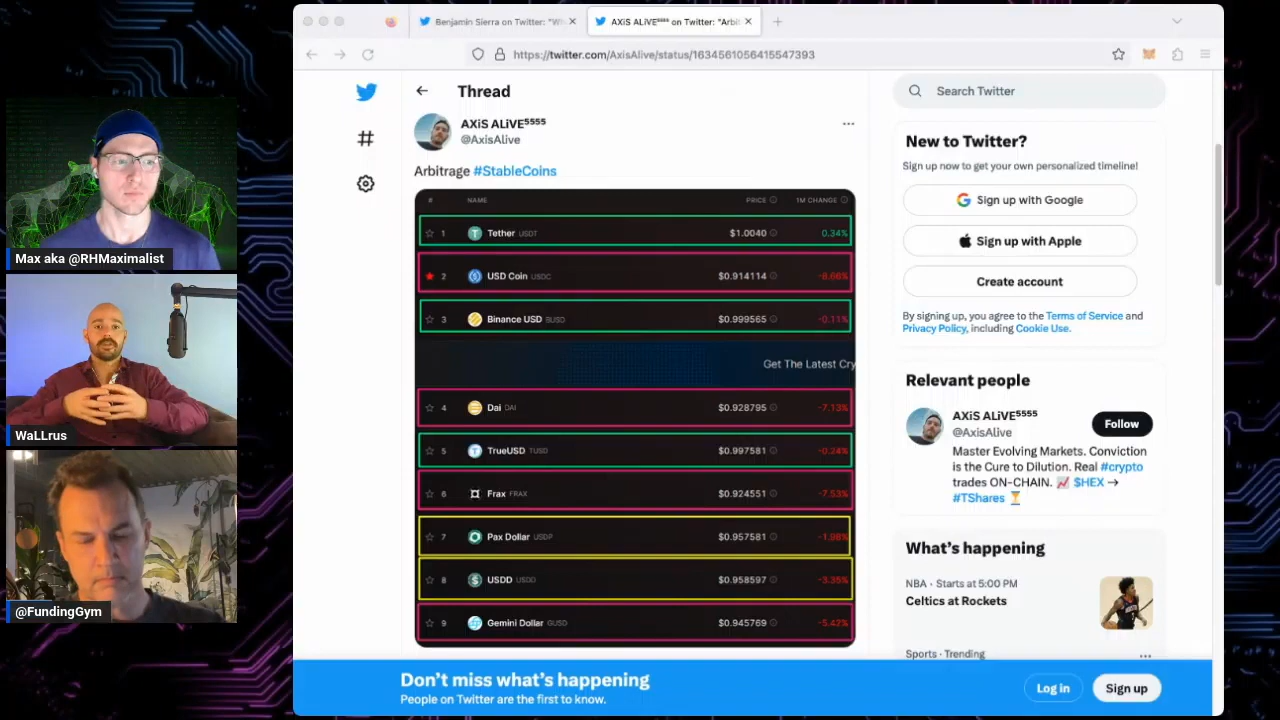 Benjamin Sierra on Twitter: "Wh
AXiS ALiVE⁵⁵⁵⁵ on Twitter: "Arbit
https://twitter.com/AxisAlive/status/1634561056415547393
Thread
AXiS ALiVE⁵⁵⁵⁵
@AxisAlive
Arbitrage #StableCoins
# NAME PRICE 1M CHANGE
1 Tether USDT $1.0040 0.34%
2 USD Coin USDC $0.914114 -8.66%
3 Binance USD BUSD $0.999565 -0.11%
Get The Latest Cry
4 Dai DAI $0.928795 -7.13%
5 TrueUSD TUSD $0.997581 -0.24%
6 Frax FRAX $0.924551 -7.53%
7 Pax Dollar USDP $0.957581 -1.98%
8 USDD USDD $0.958597 -3.35%
9 Gemini Dollar GUSD $0.945769 -5.42%
Search Twitter
New to Twitter?
Sign up now to get your own personalized timeline!
Sign up with Google
Sign up with Apple
Create account
By signing up, you agree to the Terms of Service and
Privacy Policy, including Cookie Use.
Relevant people
AXiS ALiVE⁵⁵⁵⁵
@AxisAlive
Follow
Master Evolving Markets. Conviction
is the Cure to Dilution. Real #crypto
trades ON-CHAIN. 📈 $HEX →
#TShares ⏳
What's happening
NBA · Starts at 5:00 PM
Celtics at Rockets
Sports · Trending
Don't miss what's happening
People on Twitter are the first to know.
Log in
Sign up
Max aka @RHMaximalist
WaLLrus
@FundingGym